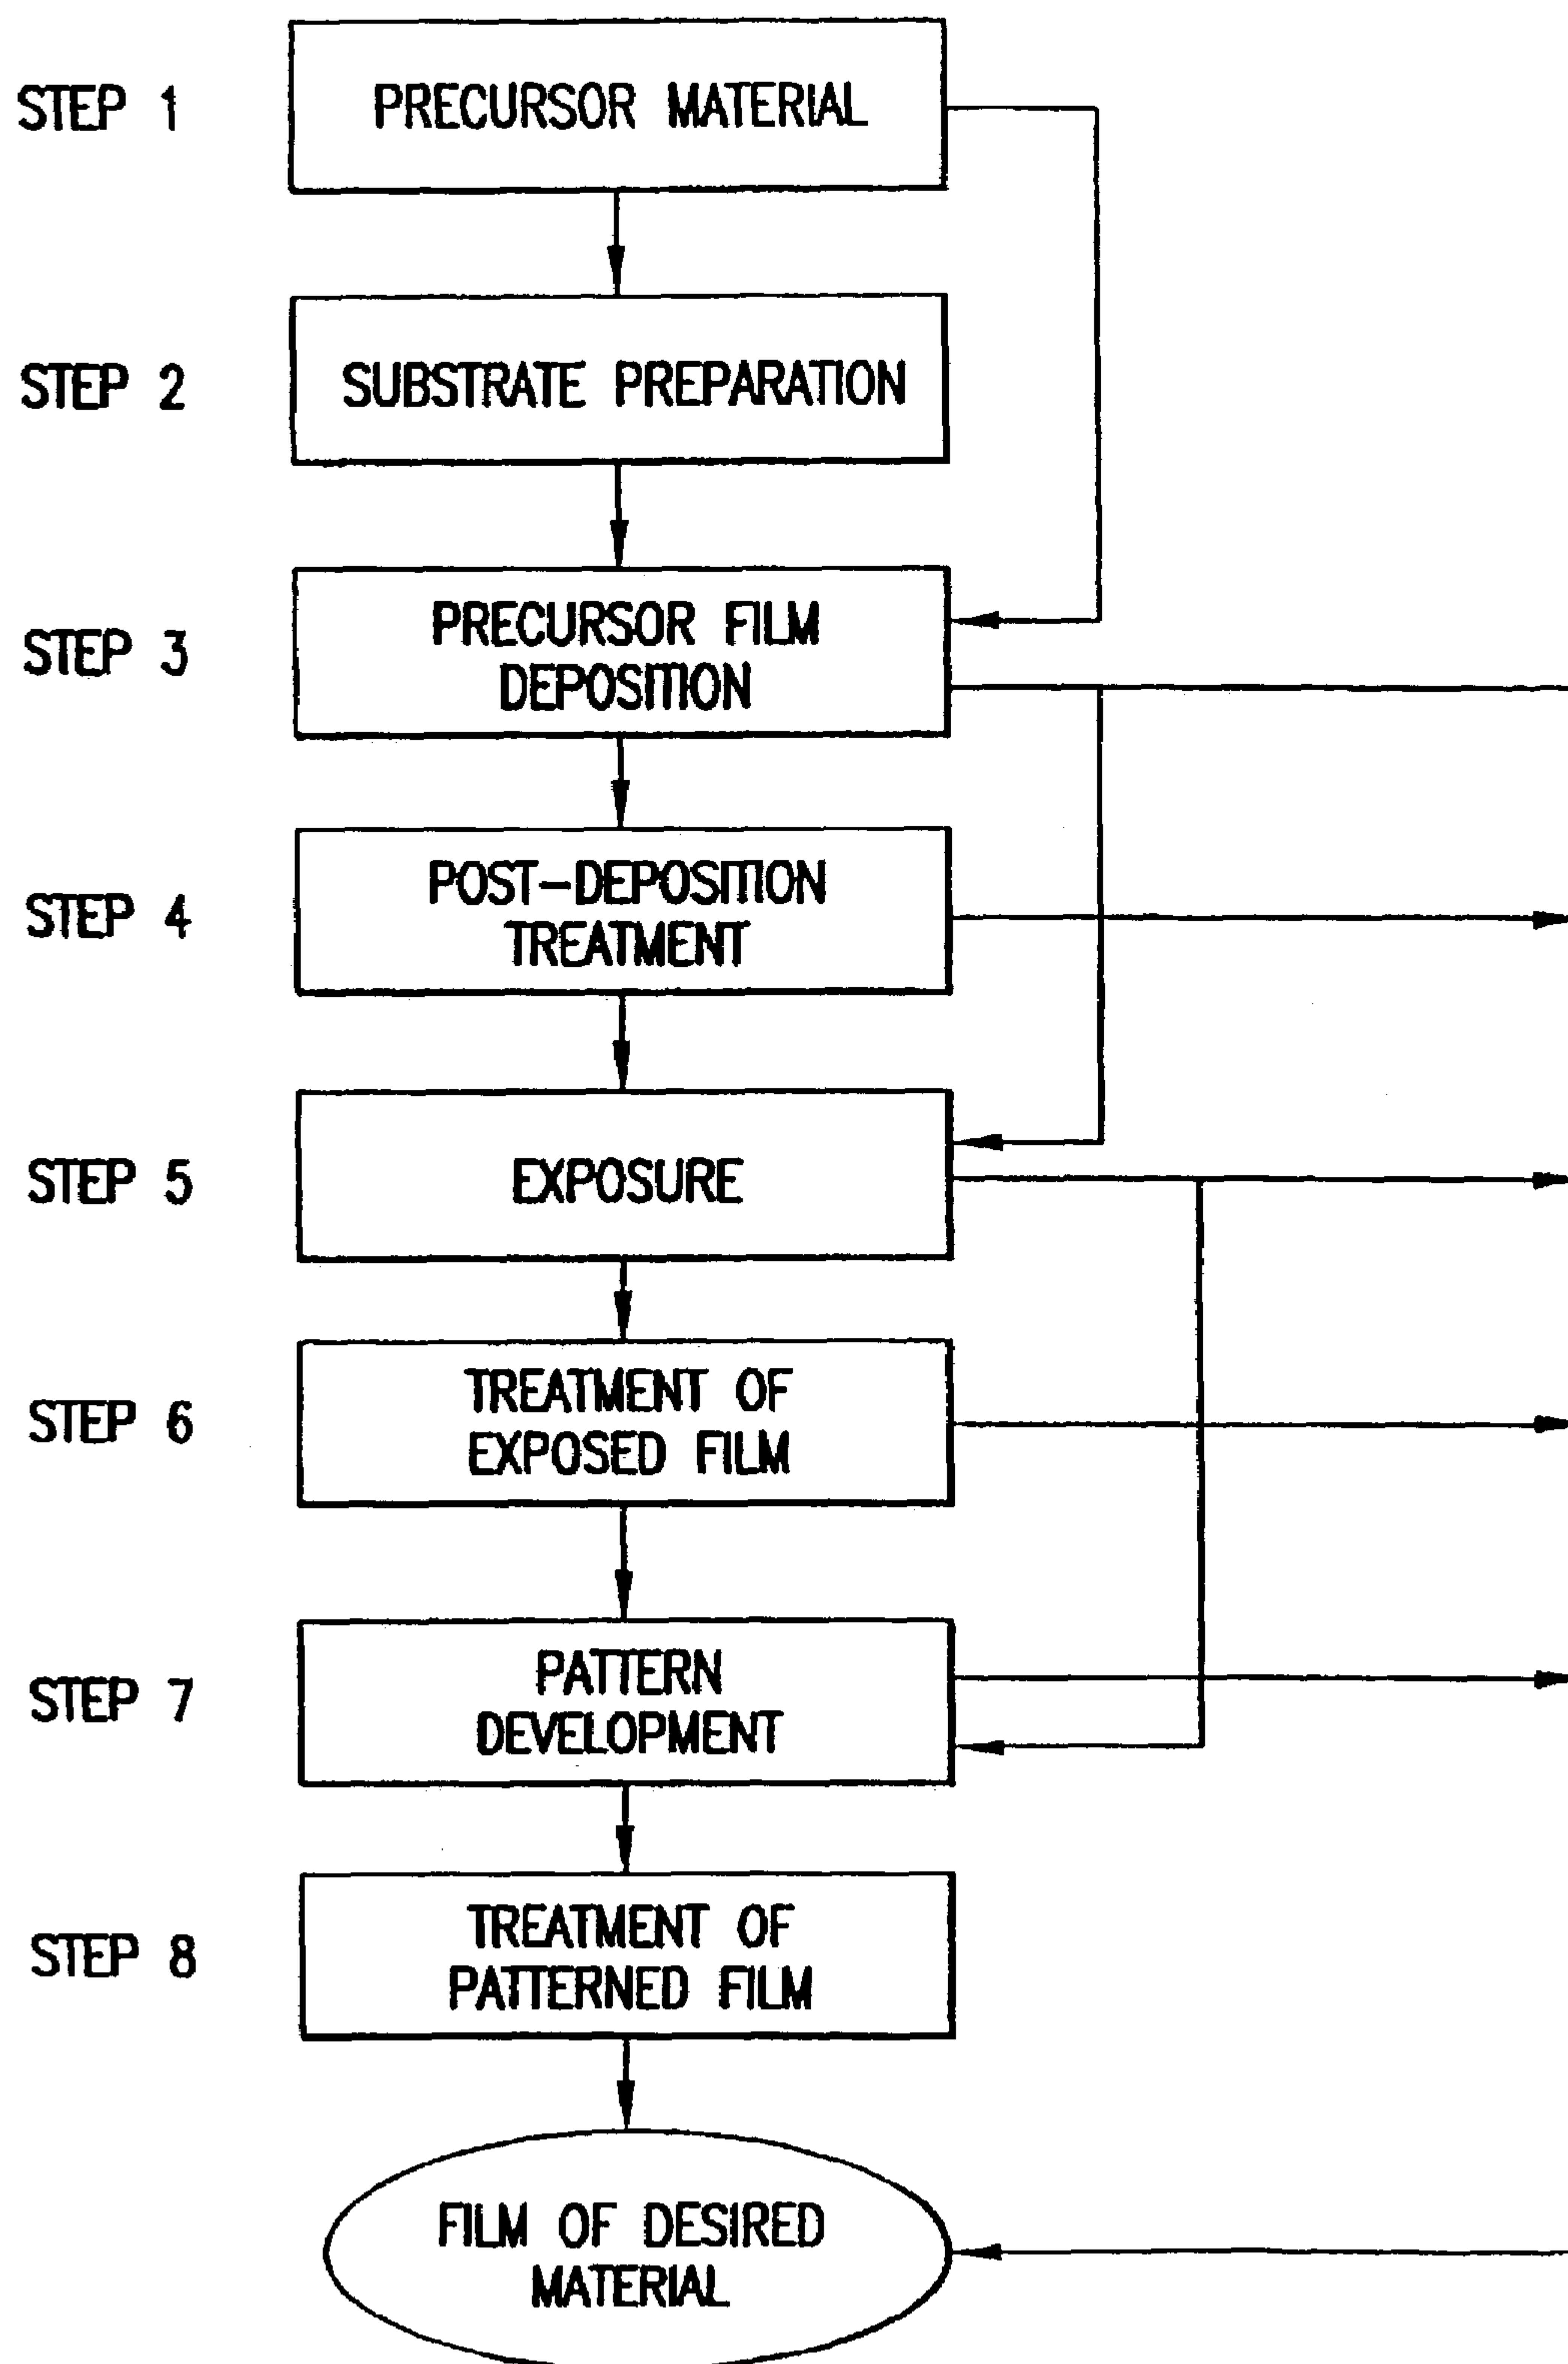 STEP 1
PRECURSOR MATERIAL
STEP 2
SUBSTRATE PREPARATION
STEP 3
PRECURSOR FILM
DEPOSITION
STEP 4
POST-DEPOSITION
TREATMENT
STEP 5
EXPOSURE
STEP 6
TREATMENT OF
EXPOSED FILM
STEP 7
PATTERN
DEVELOPMENT
STEP 8
TREATMENT OF
PATTERNED FILM
FILM OF DESIRED
MATERIAL